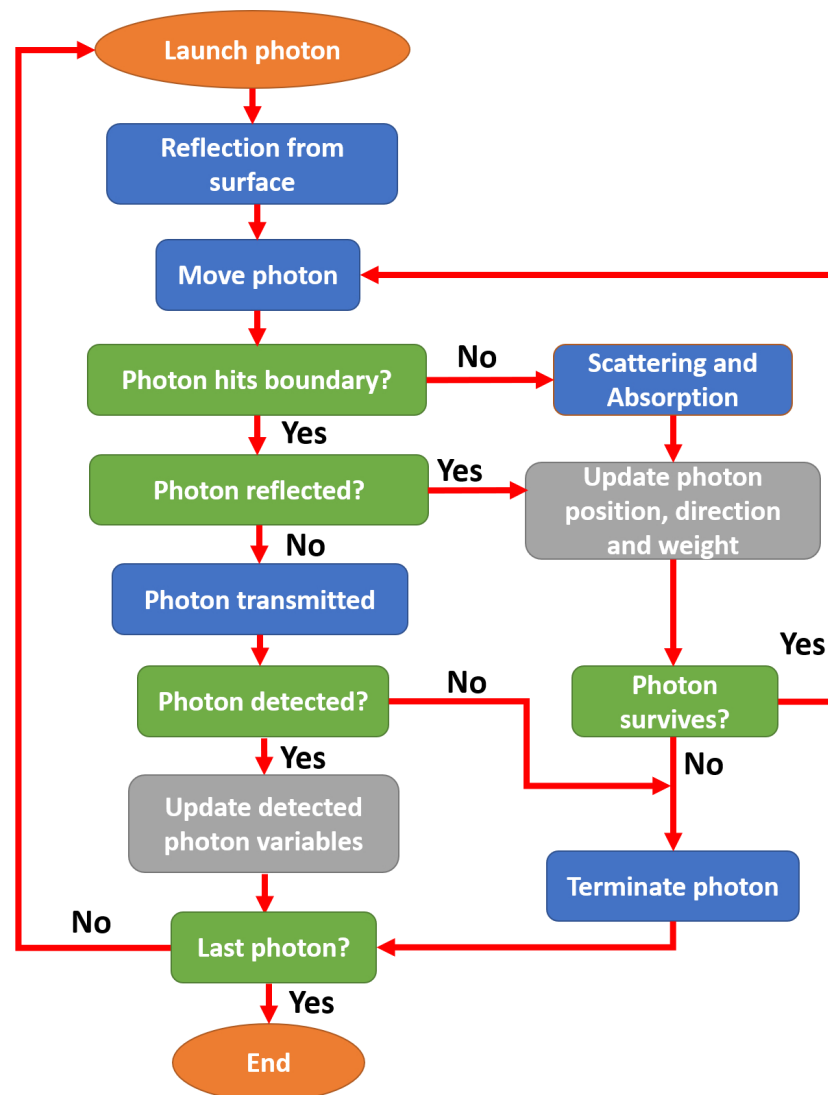 Launch photon
Reflection from
surface
Move photon
Photon hits boundary?
No
Scattering and
Absorption
Yes
Photon reflected?
Yes
Update photon
position, direction
and weight
No
Photon transmitted
Photon detected?
No
Photon
survives?
Yes
Yes
No
Update detected
photon variables
Terminate photon
No
Last photon?
Yes
End